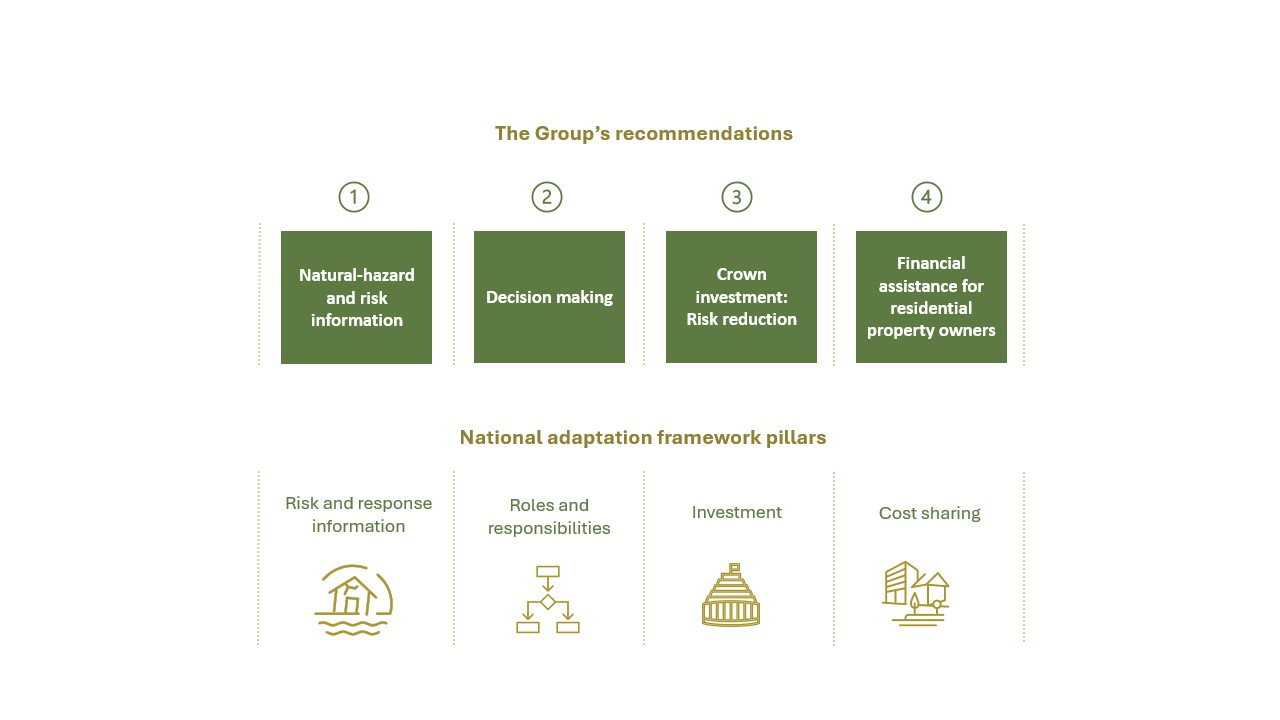 The Group’s recommendations
1
2
3
4
Natural-hazard
and risk
information
Decision making
Crown
investment:
Risk reduction
Financial
assistance for
residential
property owners
National adaptation framework pillars
Risk and response
information
Roles and
responsibilities
Investment
Cost sharing